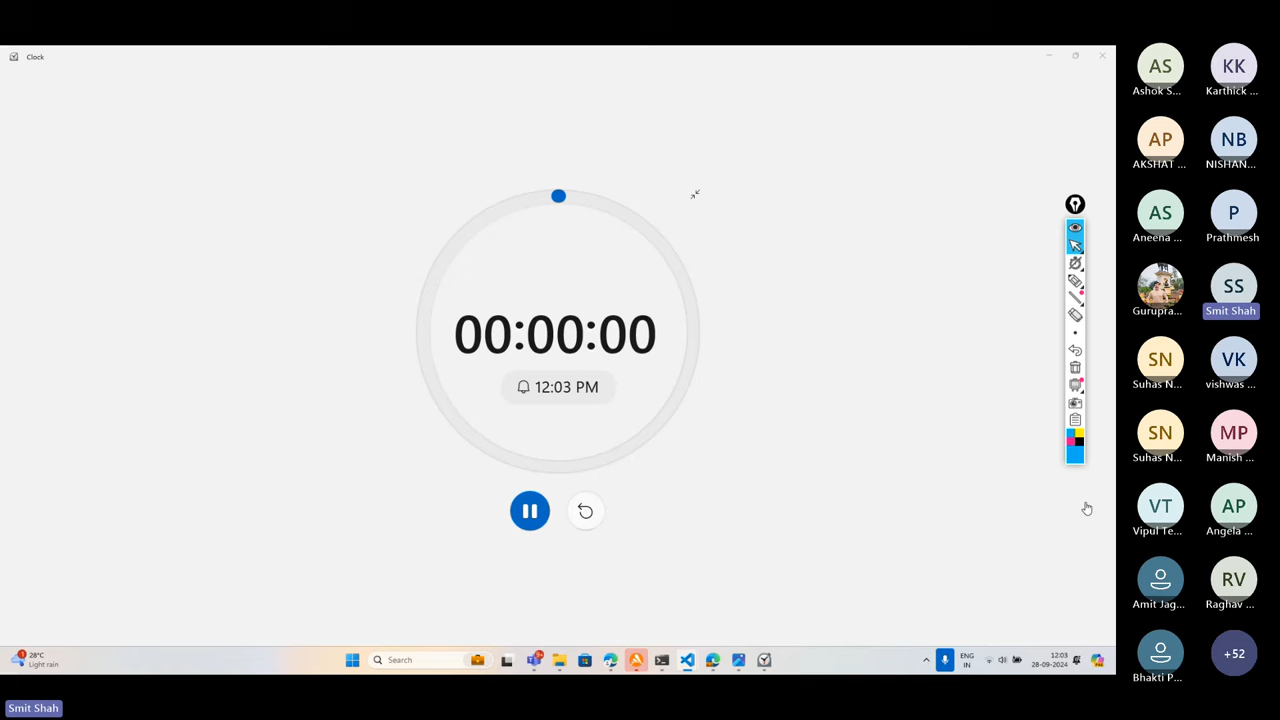 Clock
00:00:00
12:03 PM
AS
Ashok S...
KK
Karthick ...
AP
AKSHAT ...
NB
NISHAN...
AS
Aneena ...
P
Prathmesh
Gurupra...
SS
Smit Shah
SN
Suhas N...
VK
vishwas ...
SN
Suhas N...
MP
Manish ...
VT
Vipul Te...
AP
Angela ...
Amit Jag...
RV
Raghav ...
Bhakti P...
+52
28°C
Light rain
Search
ENG
IN
12:03
28-09-2024
Smit Shah